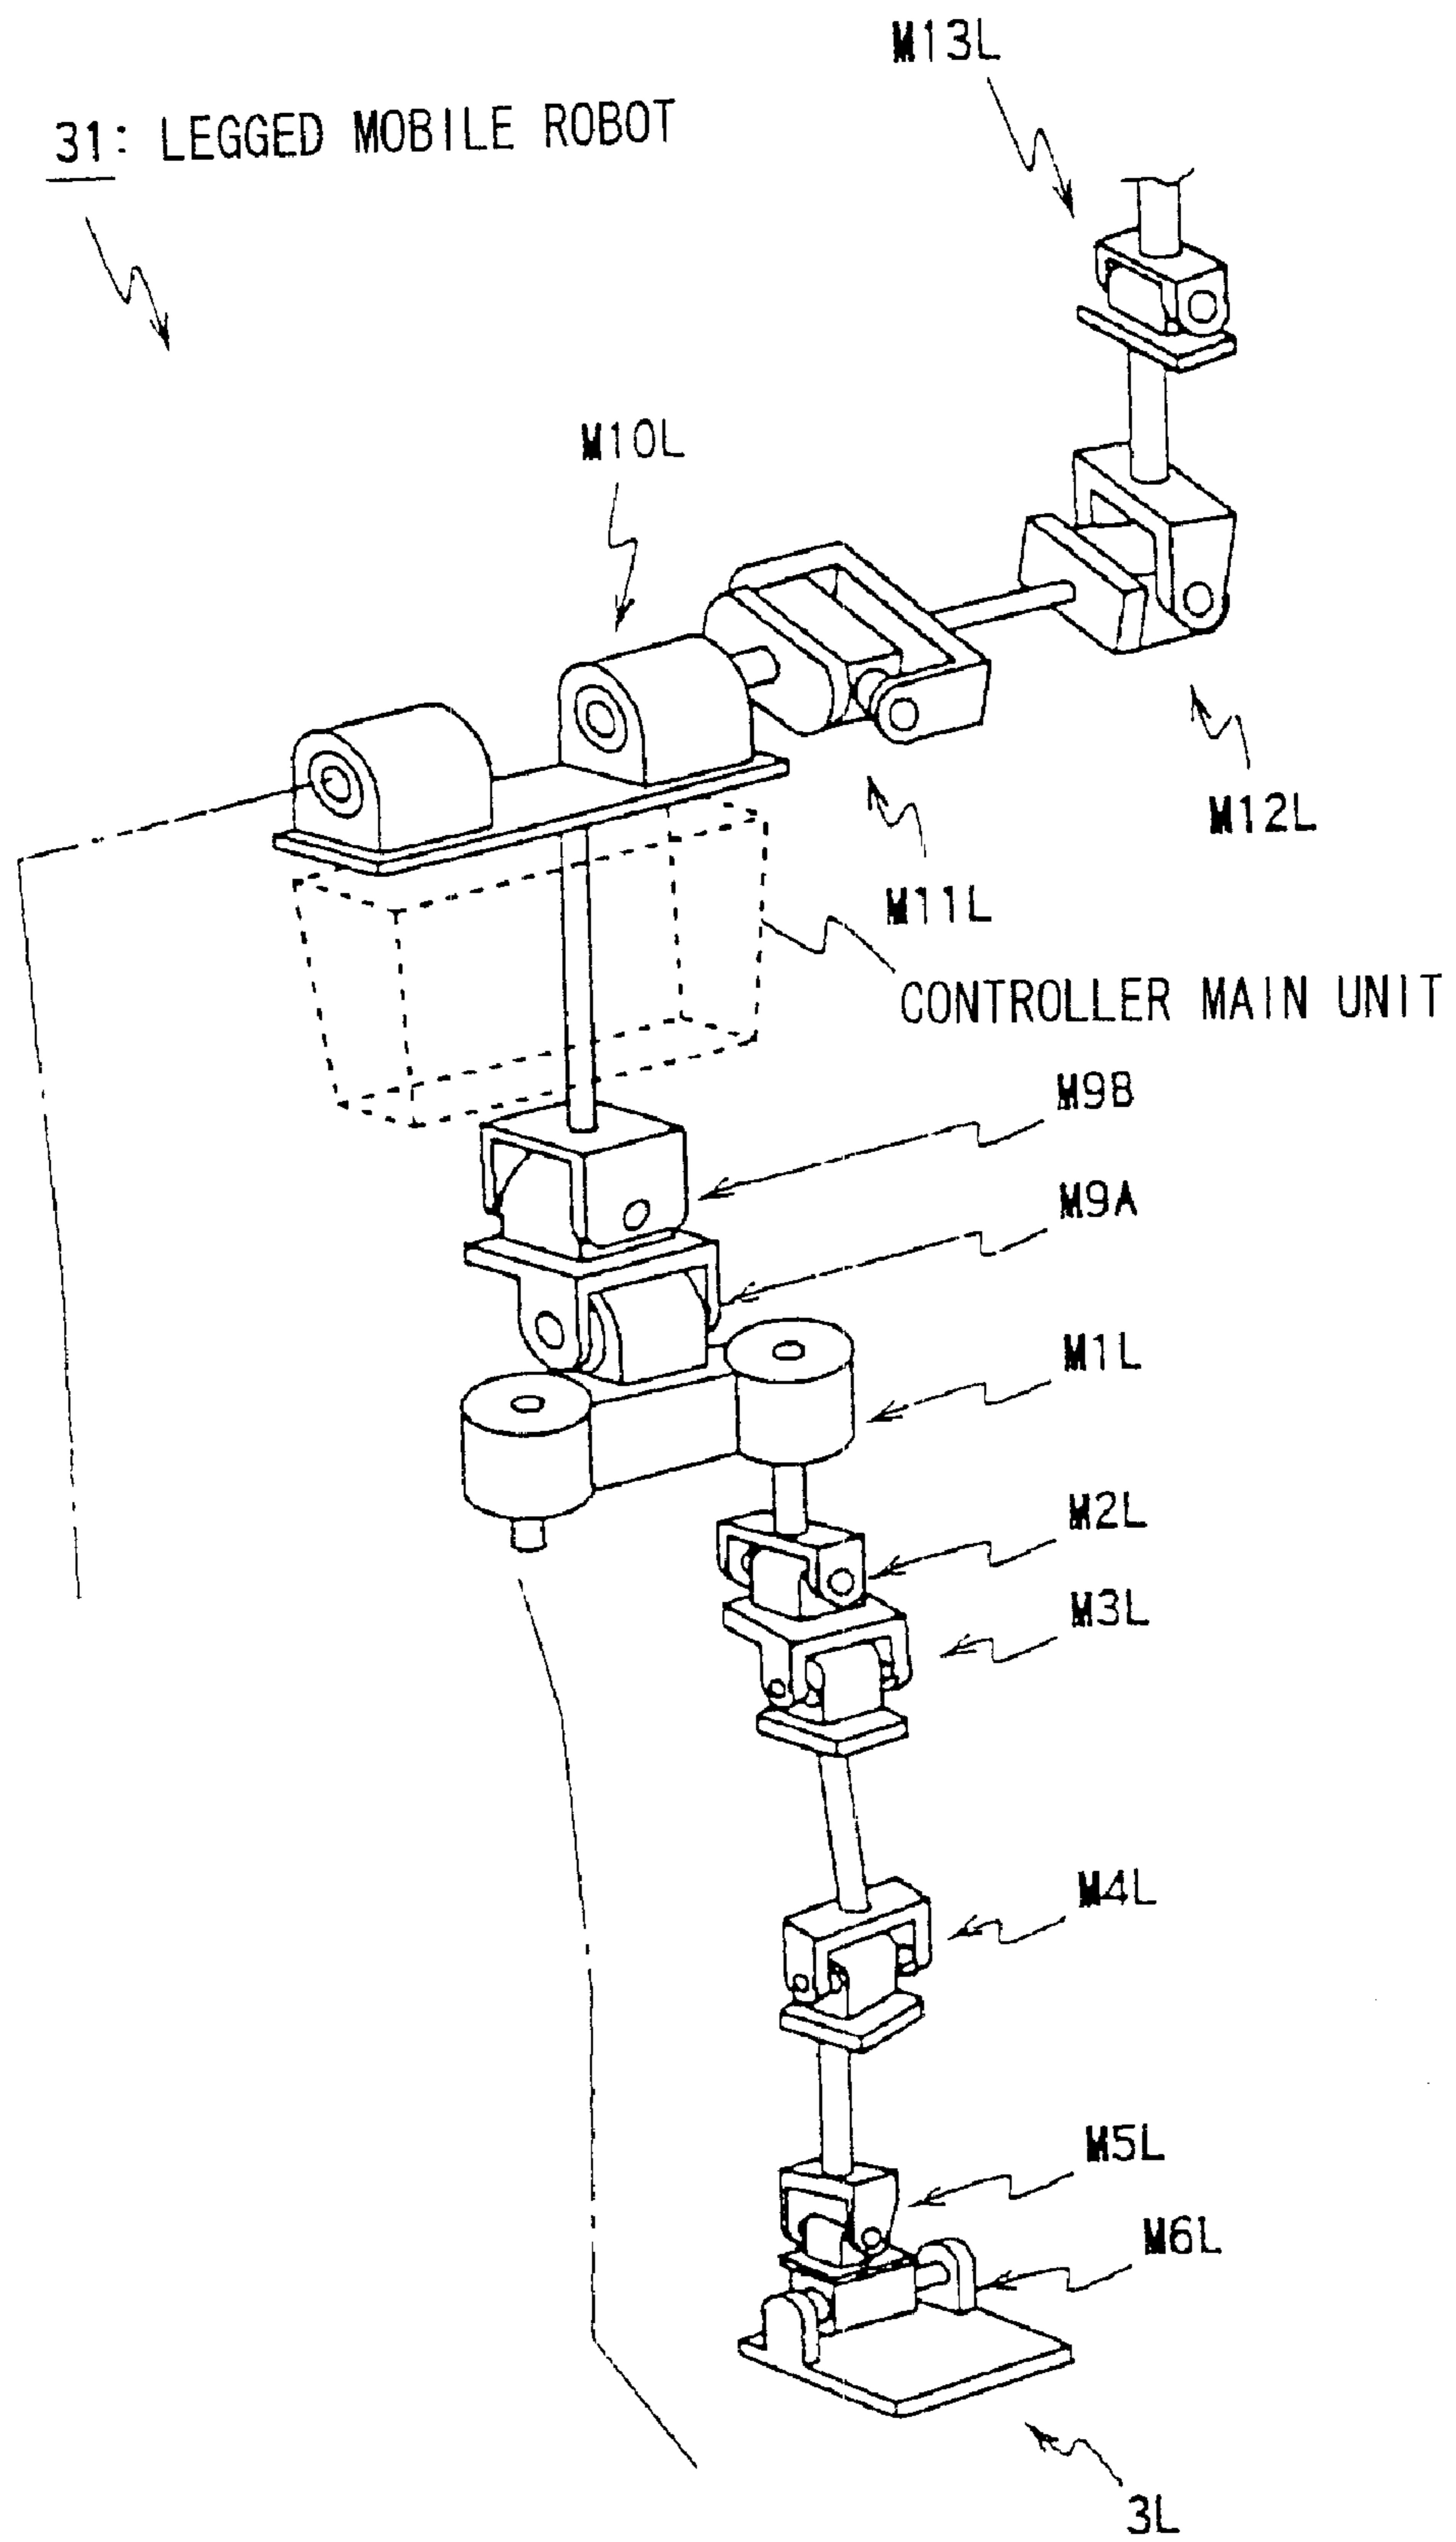 M13L
31: LEGGED MOBILE ROBOT
M10L
M12L
M11L
CONTROLLER MAIN UNIT
M9B
M9A
M1L
M2L
M3L
M4L
M5L
M6L
3L